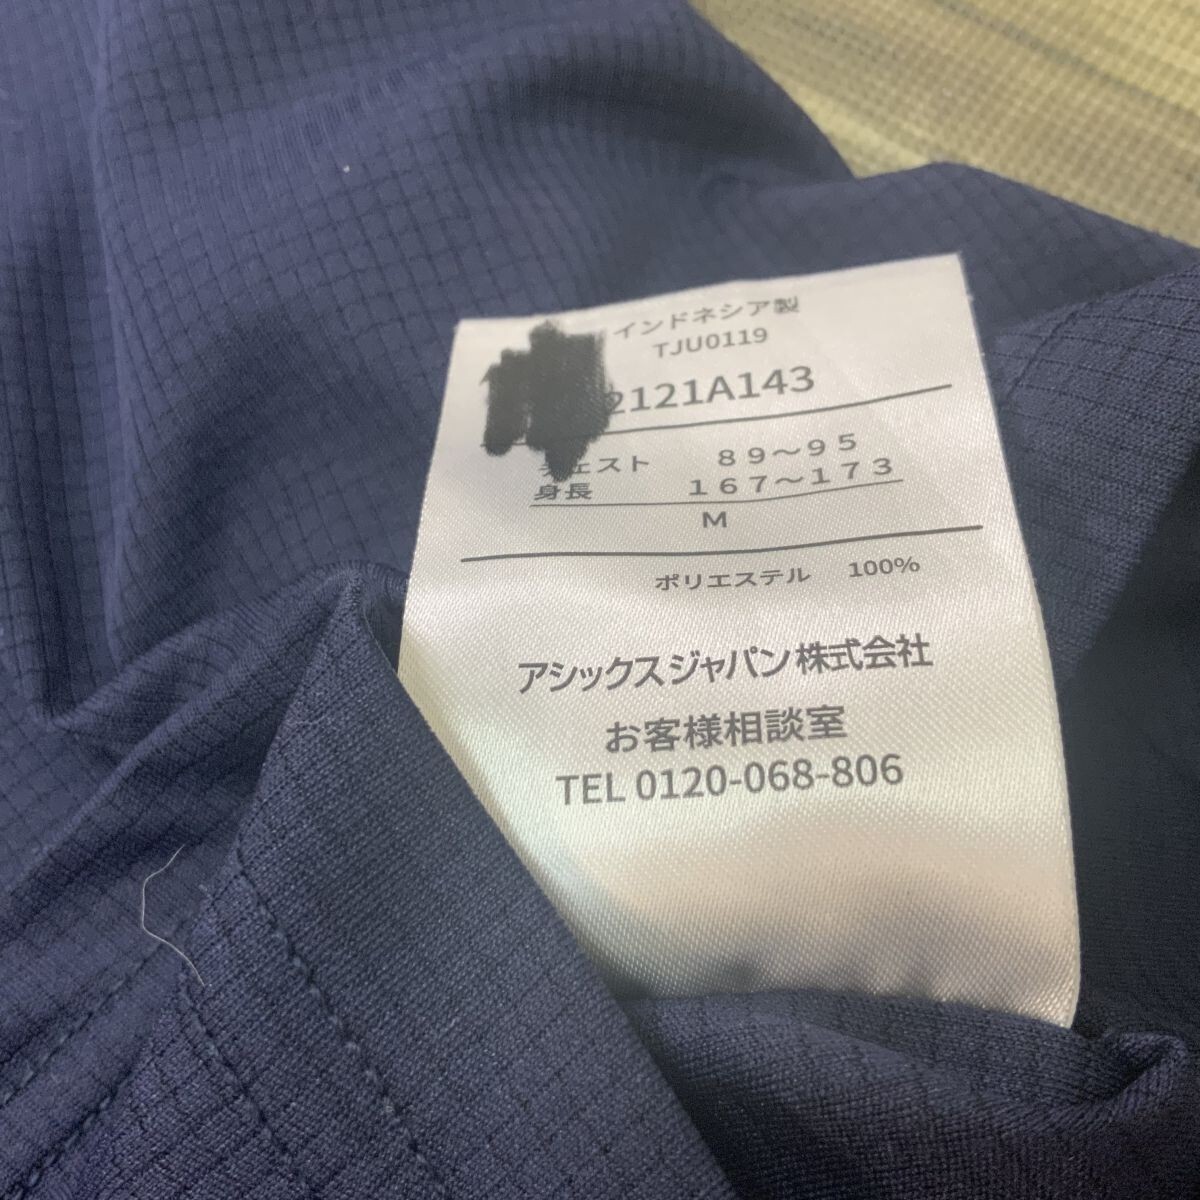 インドネシア製
TJU0119
2121A143
ェスト 89～95
身長 167～173
M
ポリエステル 100%
アシックスジャパン株式会社
お客様相談室
TEL 0120-068-806